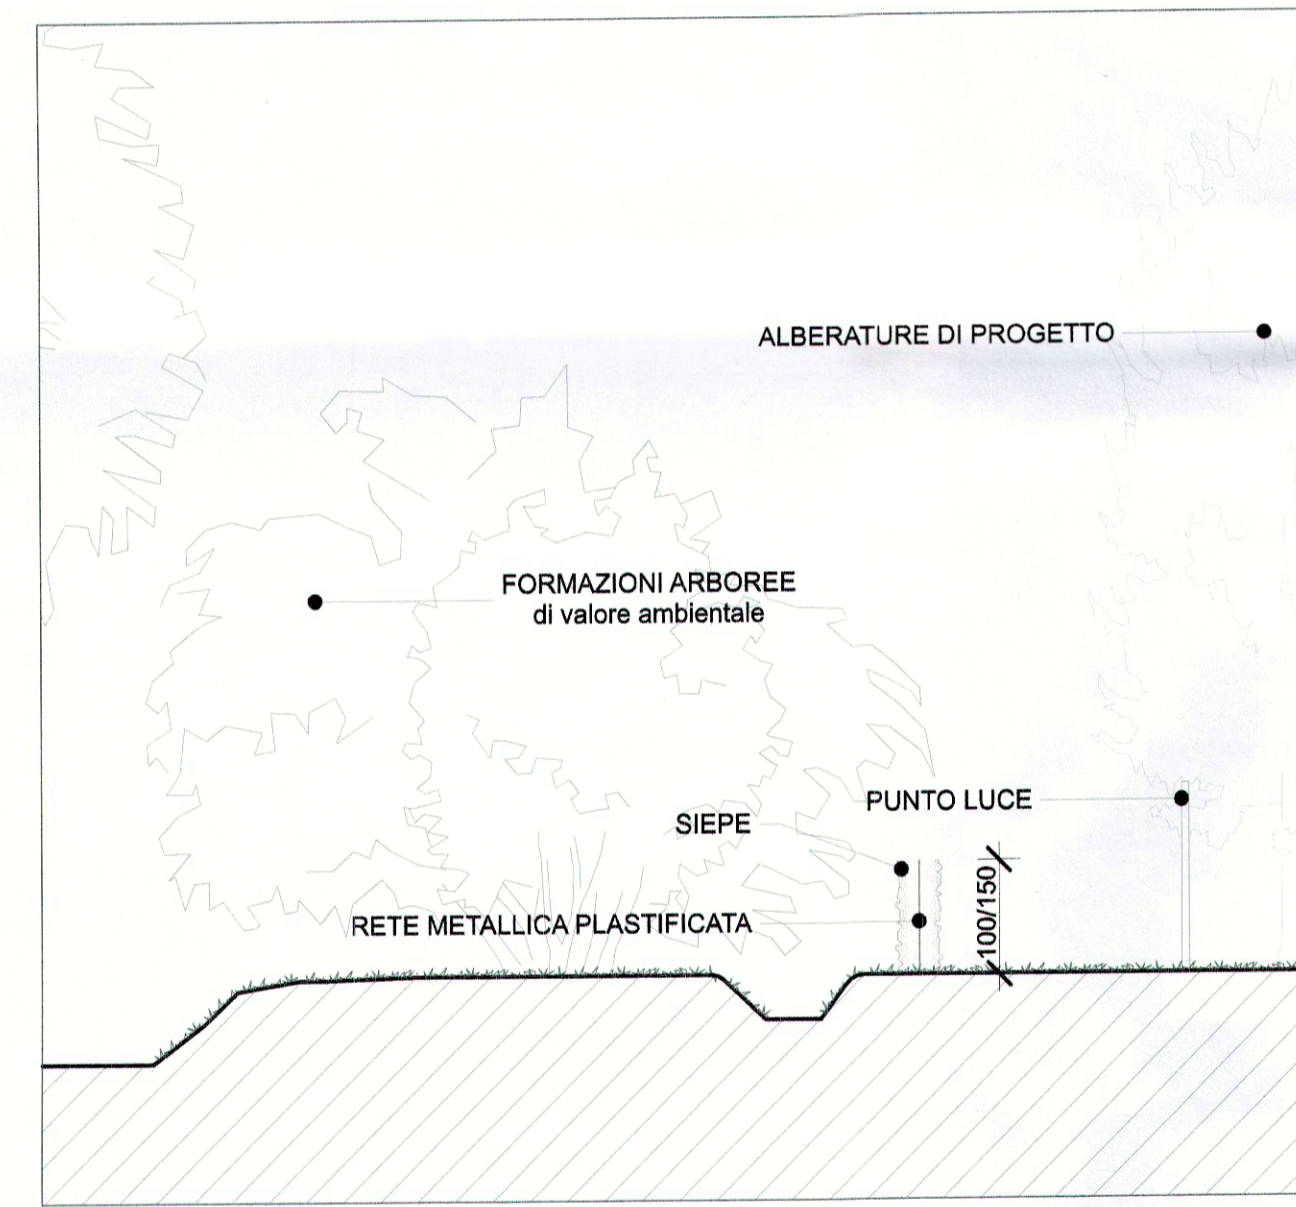 ALBERATURE DI PROGETTO
FORMAZIONI ARBOREE
di valore ambientale
PUNTO LUCE
SIEPE
100/150
RETE METALLICA PLASTIFICATA